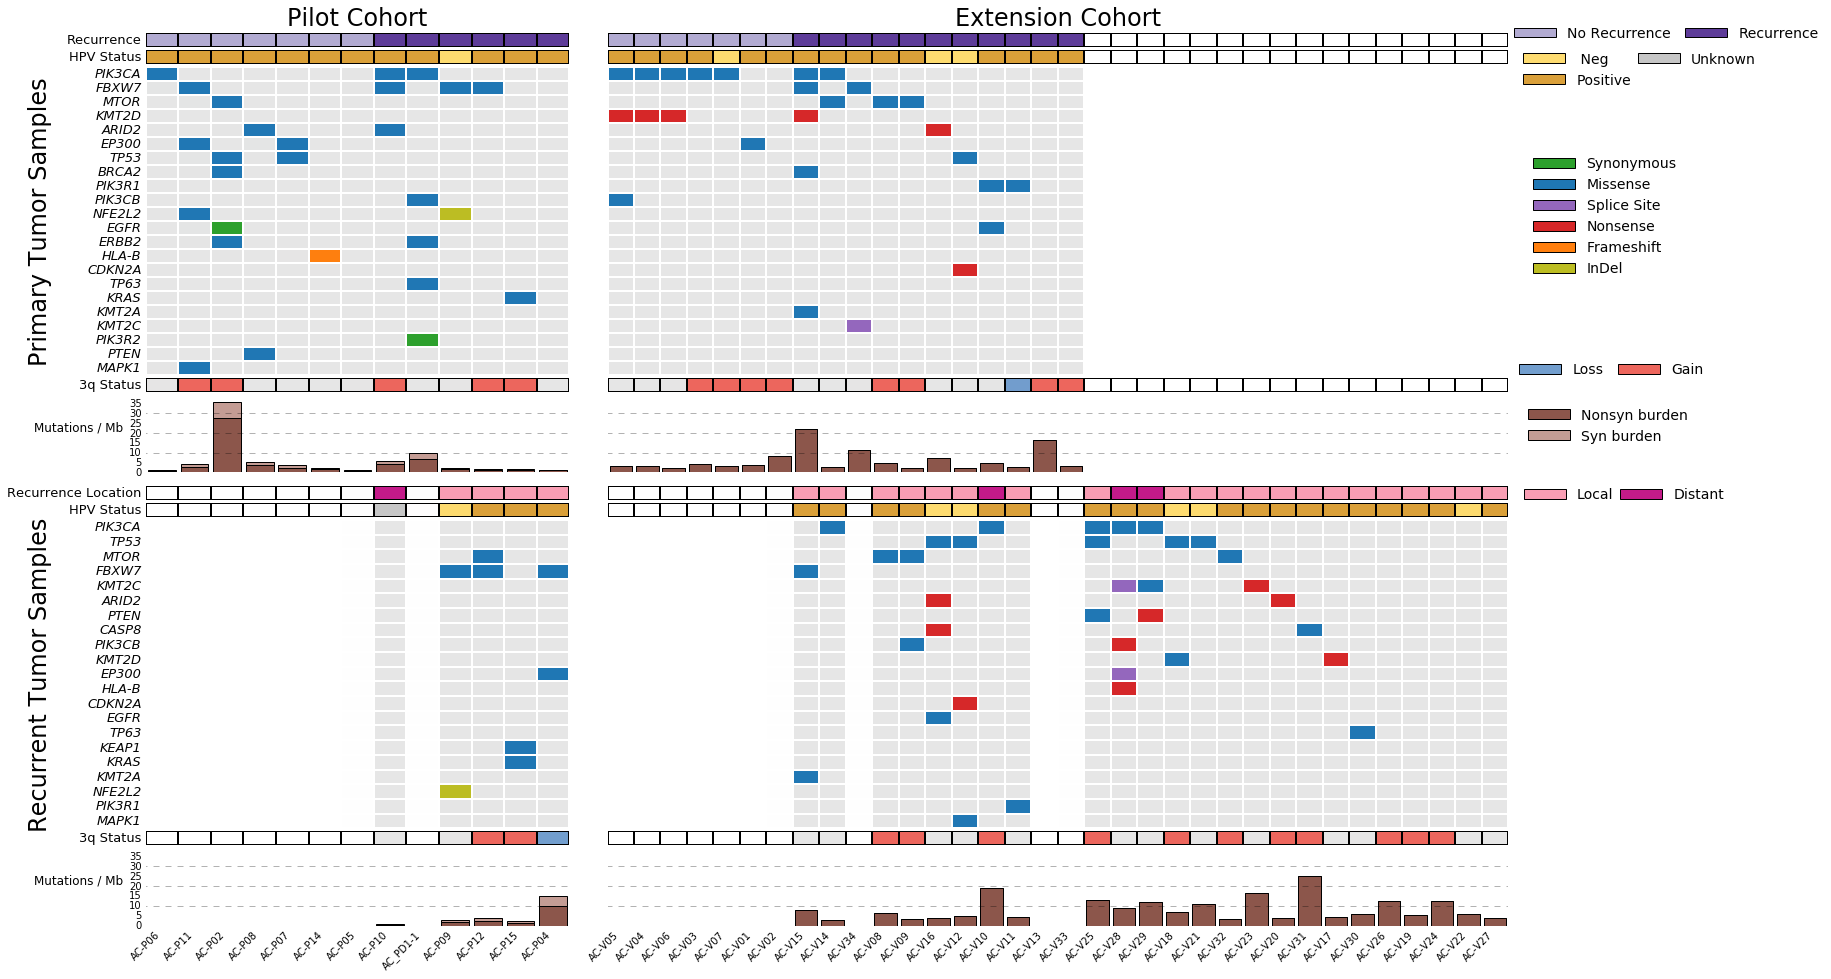 Pilot Cohort
Extension Cohort
Recurrence
HPV Status
No Recurrence
Recurrence
Neg
Unknown
Positive
Primary Tumor Samples
PIK3CA
FBXW7
MTOR
KMT2D
ARID2
EP300
TP53
BRCA2
PIK3R1
PIK3CB
NFE2L2
EGFR
ERBB2
HLA-B
CDKN2A
TP63
KRAS
KMT2A
KMT2C
PIK3R2
PTEN
MAPK1
3q Status
Synonymous
Missense
Splice Site
Nonsense
Frameshift
InDel
Loss
Gain
Mutations / Mb
35
30
25
20
15
10
5
0
Nonsyn burden
Syn burden
Recurrence Location
HPV Status
Local
Distant
Recurrent Tumor Samples
PIK3CA
TP53
MTOR
FBXW7
KMT2C
ARID2
PTEN
CASP8
PIK3CB
KMT2D
EP300
HLA-B
CDKN2A
EGFR
TP63
KEAP1
KRAS
KMT2A
NFE2L2
PIK3R1
MAPK1
3q Status
Mutations / Mb
35
30
25
20
15
10
5
0
AC-P06
AC-P11
AC-P02
AC-P08
AC-P07
AC-P14
AC-P05
AC-P10
AC_PD1-1
AC-P09
AC-P12
AC-P15
AC-P04
AC-V05
AC-V04
AC-V06
AC-V03
AC-V07
AC-V01
AC-V02
AC-V15
AC-V14
AC-V34
AC-V08
AC-V09
AC-V16
AC-V12
AC-V10
AC-V11
AC-V13
AC-V33
AC-V25
AC-V28
AC-V29
AC-V18
AC-V21
AC-V32
AC-V23
AC-V20
AC-V31
AC-V17
AC-V30
AC-V26
AC-V19
AC-V24
AC-V22
AC-V27